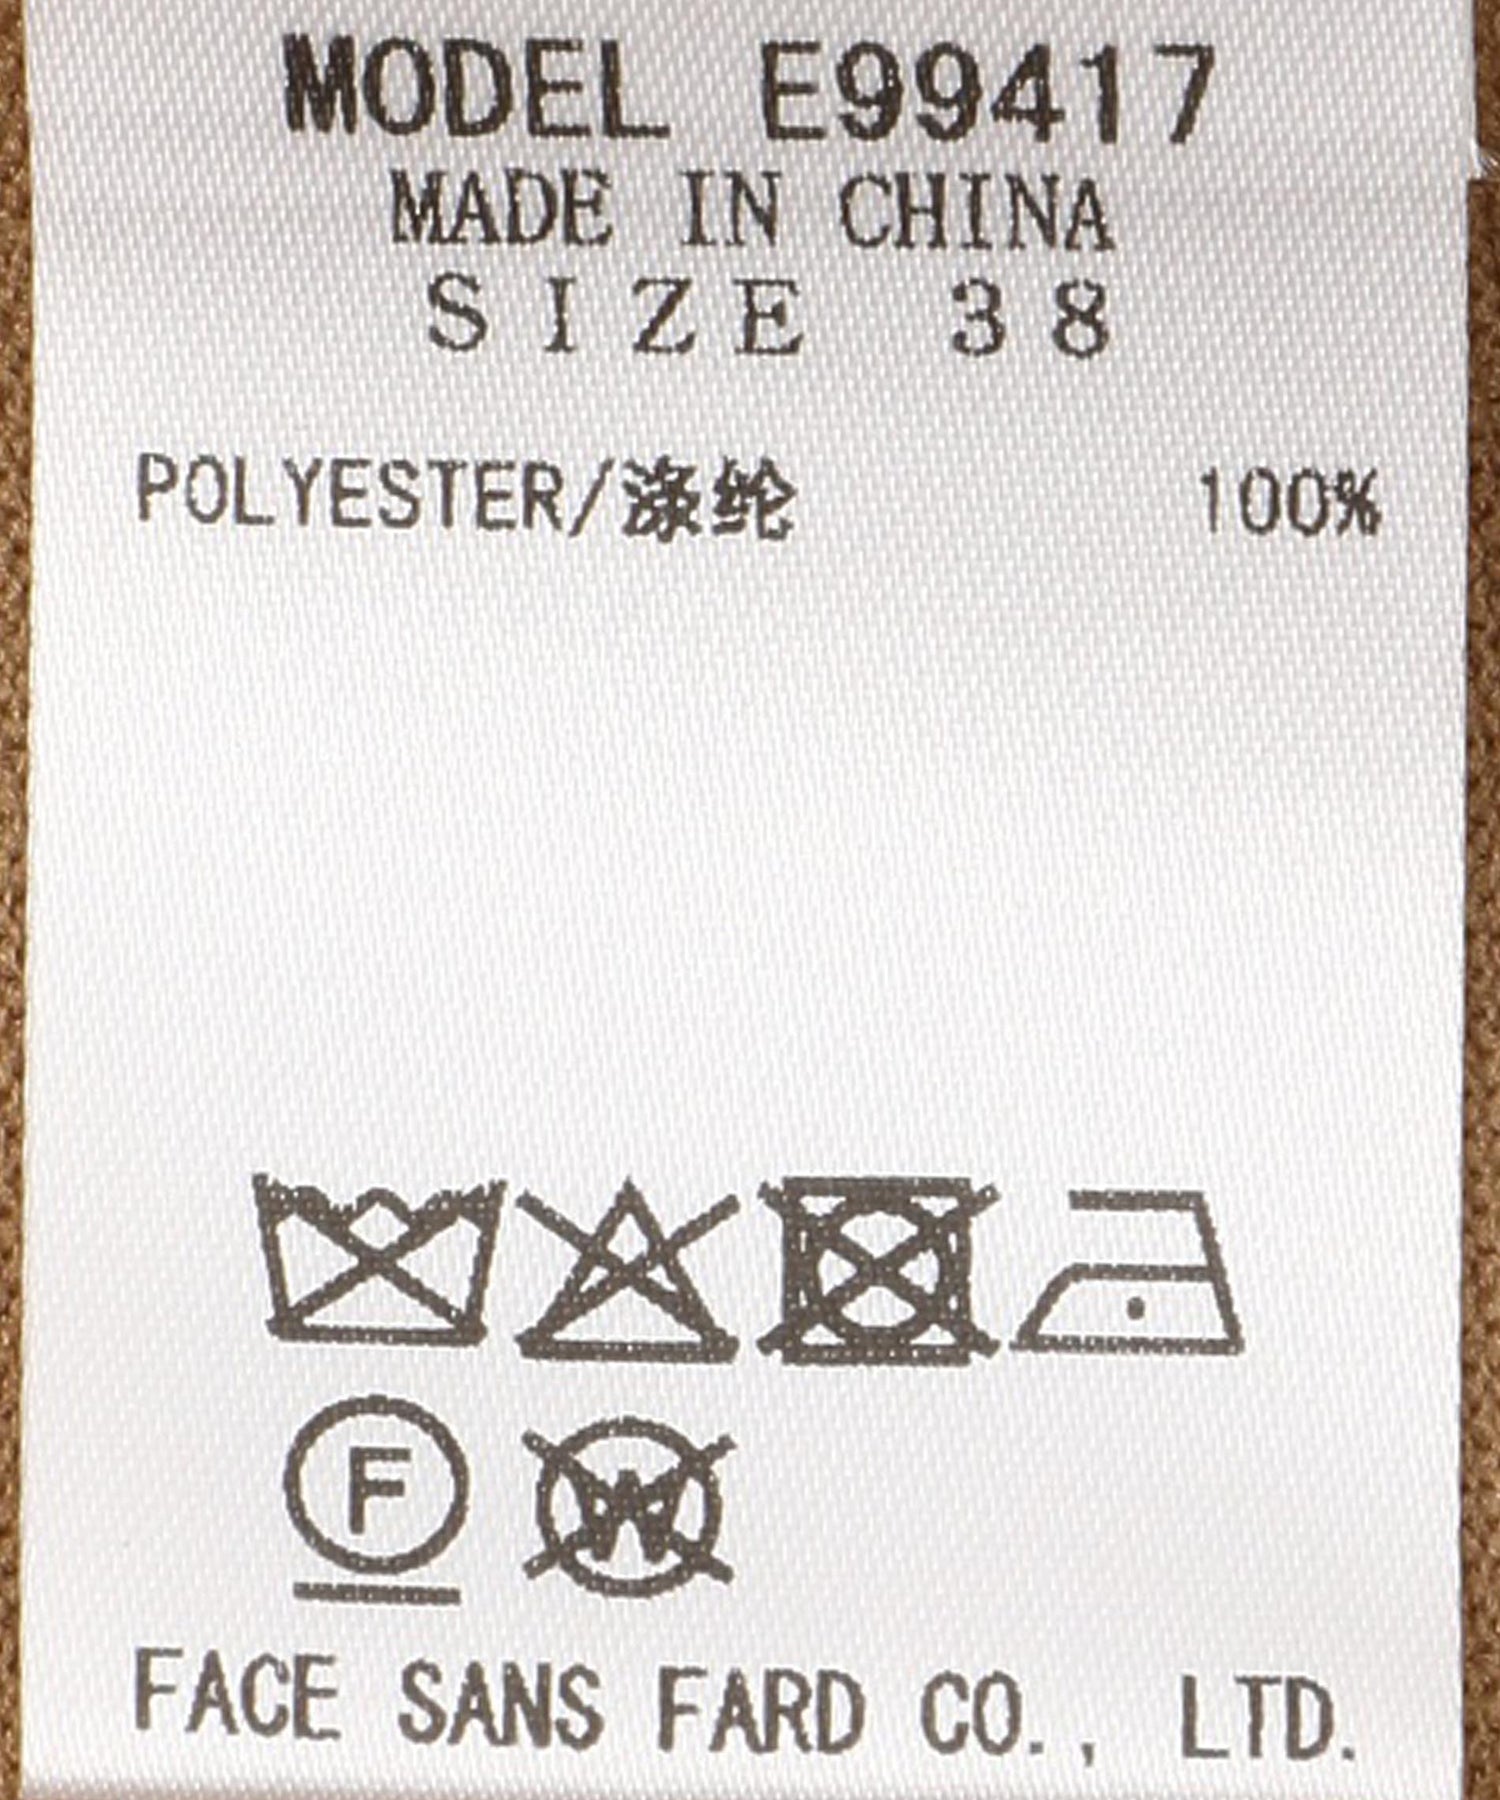 MODEL E99417
MADE IN CHINA
SIZE 38
POLYESTER/涤纶 100%
F
W
FACE SANS FARD CO., LTD.